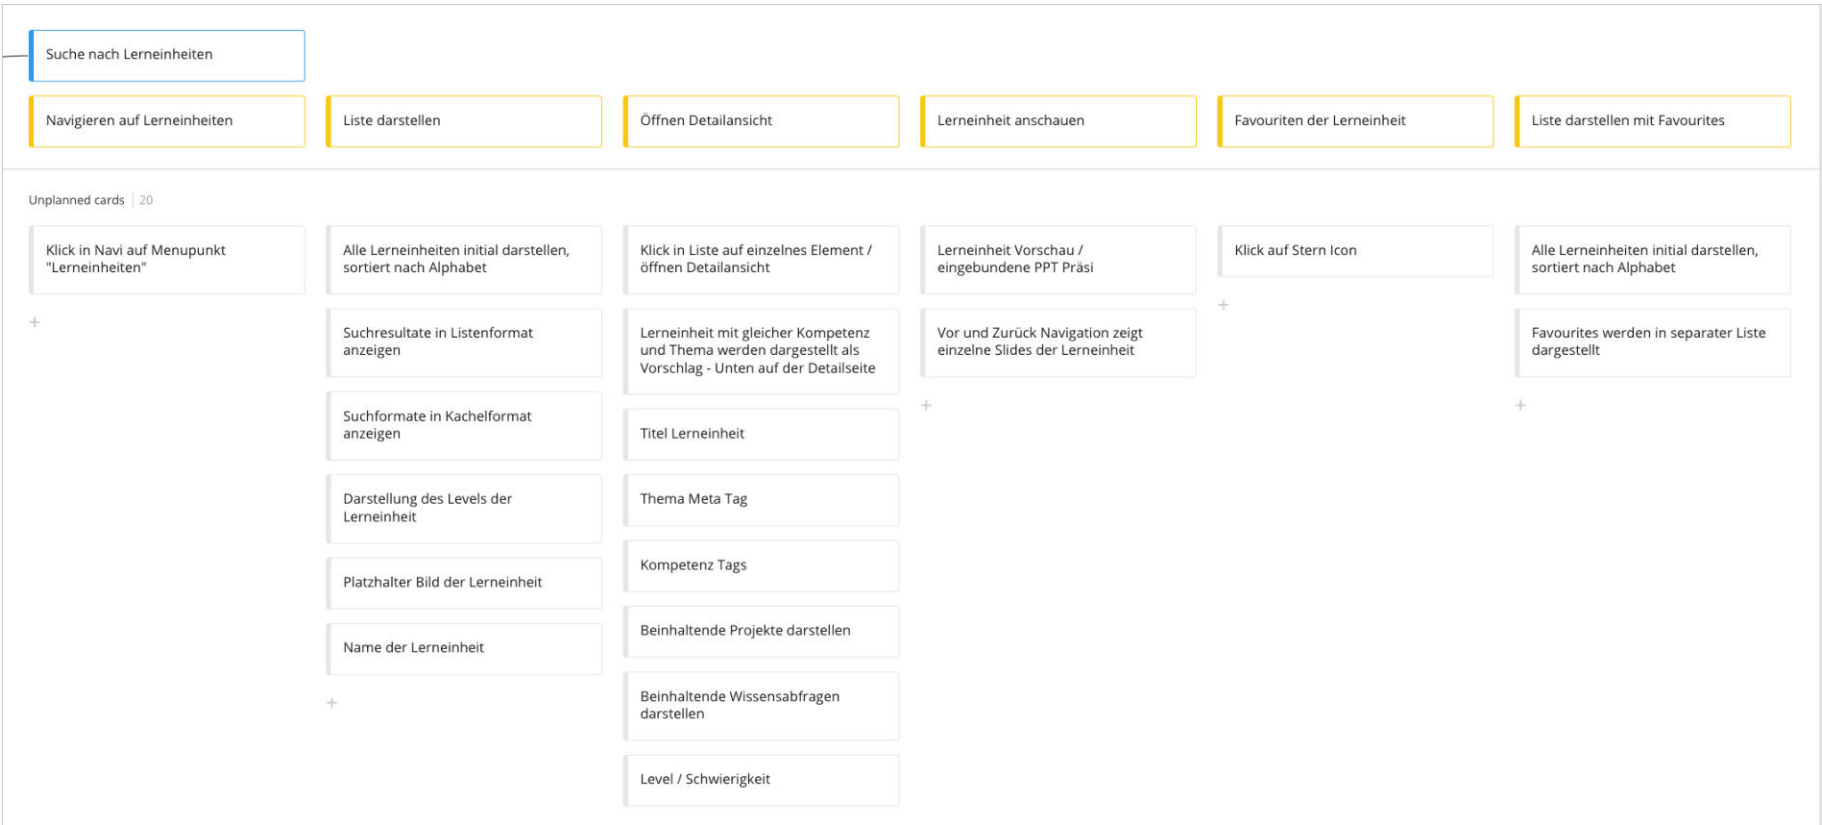 Suche nach Lerneinheiten
Navigieren auf Lerneinheiten
Liste darstellen
Öffnen Detailansicht
Lerneinheit anschauen
Favouriten der Lerneinheit
Liste darstellen mit Favourites
Unplanned cards | 20
Klick in Navi auf Menupunkt
"Lerneinheiten"
+
Alle Lerneinheiten initial darstellen,
sortiert nach Alphabet
Suchresultate in Listenformat
anzeigen
Suchformate in Kachelformat
anzeigen
Darstellung des Levels der
Lerneinheit
Platzhalter Bild der Lerneinheit
Name der Lerneinheit
+
Klick in Liste auf einzelnes Element /
öffnen Detailansicht
Lerneinheit mit gleicher Kompetenz
und Thema werden dargestellt als
Vorschlag - Unten auf der Detailseite
Titel Lerneinheit
Thema Meta Tag
Kompetenz Tags
Beinhaltende Projekte darstellen
Beinhaltende Wissensabfragen
darstellen
Level / Schwierigkeit
Lerneinheit Vorschau /
eingebundene PPT Präsi
Vor und Zurück Navigation zeigt
einzelne Slides der Lerneinheit
+
Klick auf Stern Icon
+
Alle Lerneinheiten initial darstellen,
sortiert nach Alphabet
Favourites werden in separater Liste
dargestellt
+